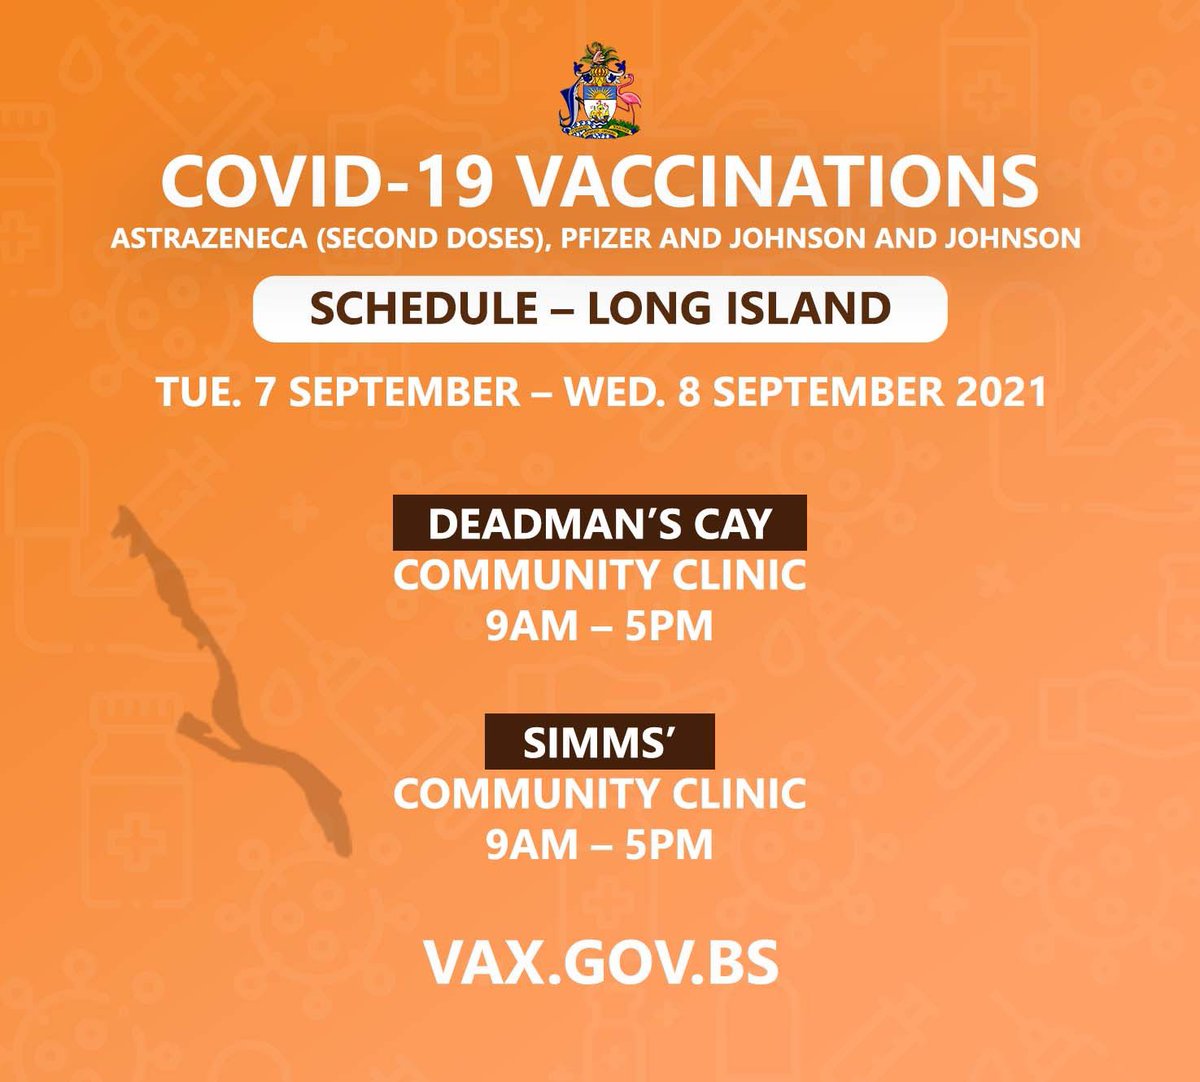 COVID-19 VACCINATIONS
ASTRAZENECA (SECOND DOSES), PFIZER AND JOHNSON AND JOHNSON
SCHEDULE – LONG ISLAND
TUE. 7 SEPTEMBER – WED. 8 SEPTEMBER 2021
DEADMAN’S CAY
COMMUNITY CLINIC
9AM – 5PM
SIMMS’
COMMUNITY CLINIC
9AM – 5PM
VAX.GOV.BS